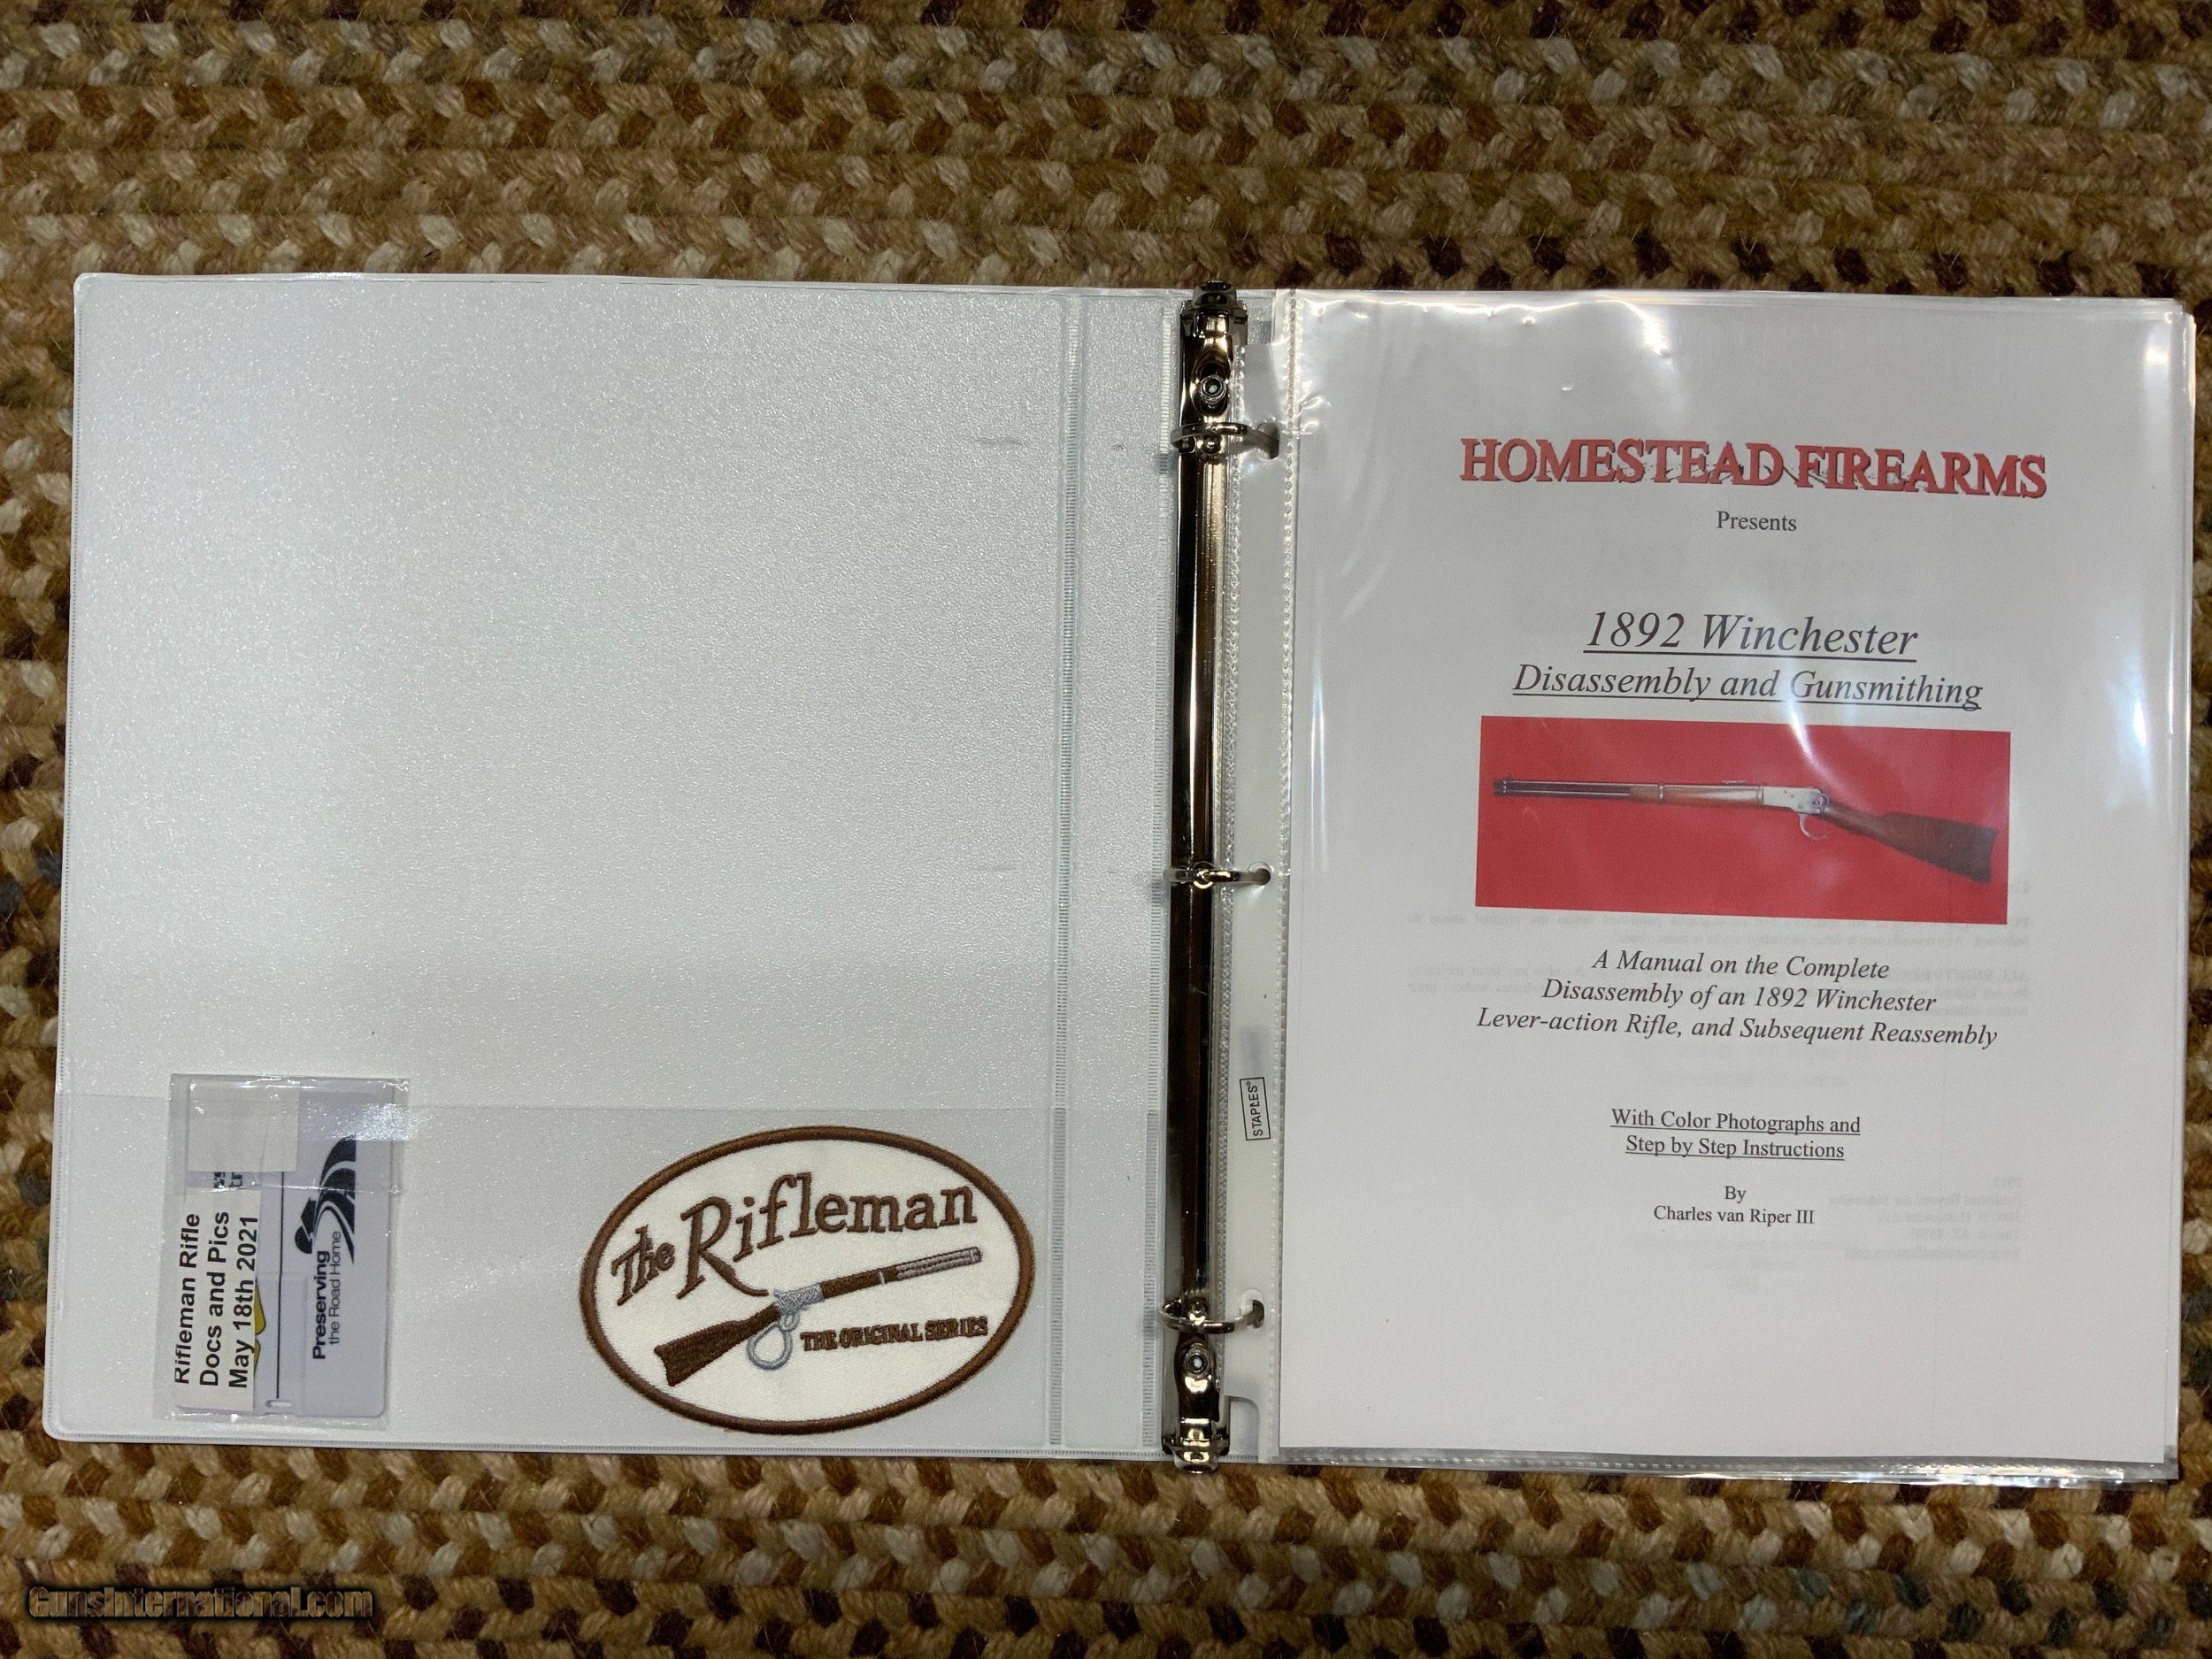 Rifleman Rifle
Docs and Pics
May 18th 2021
Preserving
the Road Home
The Rifleman
THE ORIGINAL SERIES
STAPLES®
HOMESTEAD FIREARMS
Presents
1892 Winchester
Disassembly and Gunsmithing
A Manual on the Complete
Disassembly of an 1892 Winchester
Lever-action Rifle, and Subsequent Reassembly
With Color Photographs and
Step by Step Instructions
By
Charles van Riper III
GunsInternational.com